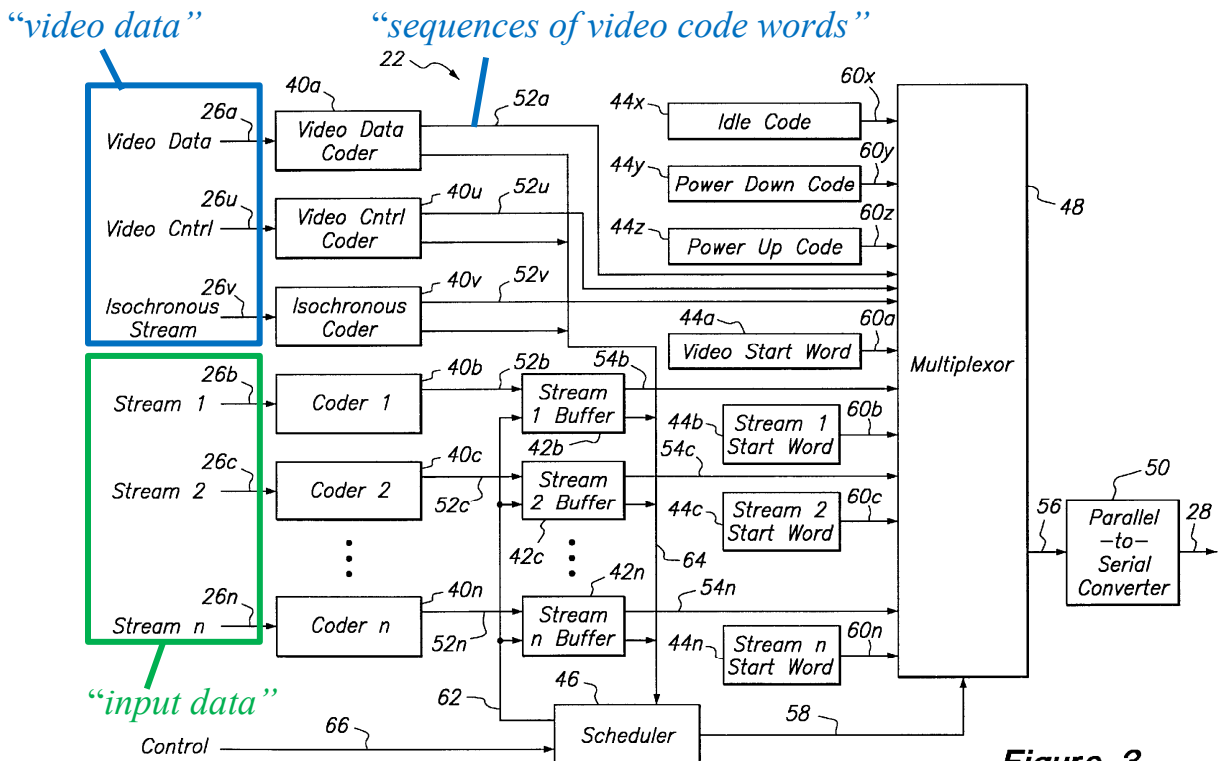 “video data”
“sequences of video code words”
22
40a
52a
26a
Video Data
Video Data
Coder
44x
Idle Code
60x
44y
Power Down Code
60y
48
26u
Video Cntrl
40u
Video Cntrl
Coder
52u
44z
Power Up Code
60z
26v
Isochronous
Stream
40v
Isochronous
Coder
52v
44a
Video Start Word
60a
Multiplexor
26b
Stream 1
40b
Coder 1
52b
Stream
1 Buffer
42b
54b
44b
Stream 1
Start Word
60b
26c
Stream 2
40c
Coder 2
52c
Stream
2 Buffer
42c
54c
44c
Stream 2
Start Word
60c
64
56
50
Parallel
-to-
Serial
Converter
28
26n
Stream n
40n
Coder n
52n
42n
Stream
n Buffer
54n
44n
Stream n
Start Word
60n
“input data”
62
46
Scheduler
58
Control
66
Figure 3